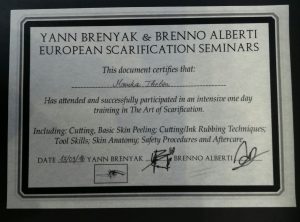 YANN BRENYAK & BRENNO ALBERTI
EUROPEAN SCARIFICATION SEMINARS
This document certifies that:
Has attended and successfully participated in an intensive one day
training in The Art of Scarification.
Including: Cutting, Basic Skin Peeling; Cutting/Ink Rubbing Techniques;
Tool Skills; Skin Anatomy; Safety Procedures and Aftercare
DATE YANN BRENYAK BRENNO ALBERTI